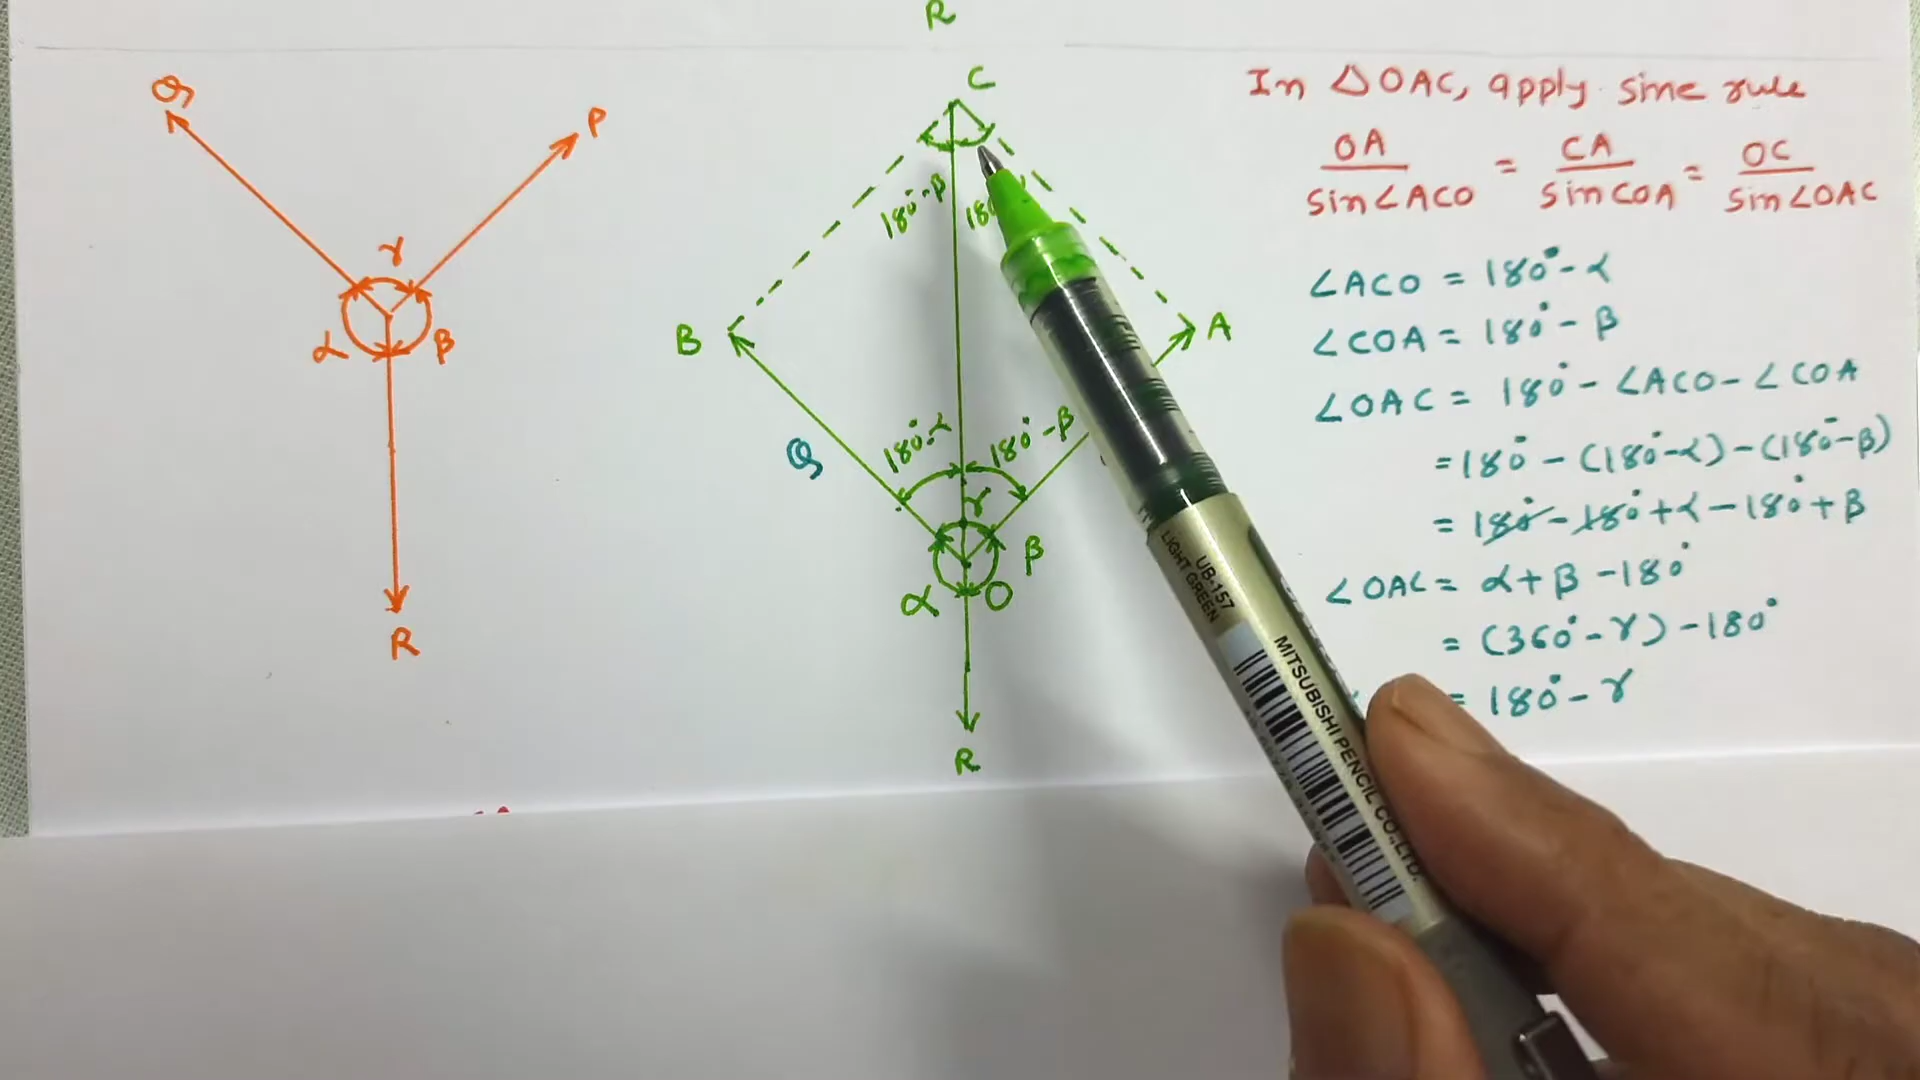 R
Q
P
γ
α
β
R
C
180°-β
180
B
A
Q
180°-α
180°-β
γ
β
α
O
R
In △OAC, apply sine rule
OA/sin∠ACO = CA/sinCOA = OC/sin∠OAC
∠ACO = 180° - α
∠COA = 180° - β
∠OAC = 180° - ∠ACO - ∠COA
= 180° - (180°-α) - (180°-β)
= 180° - 180° + α - 180° + β
∠OAC = α + β - 180°
= (360° - γ) - 180°
= 180° - γ
UB-157
LIGHT GREEN
MITSUBISHI PENCIL CO.,LTD.